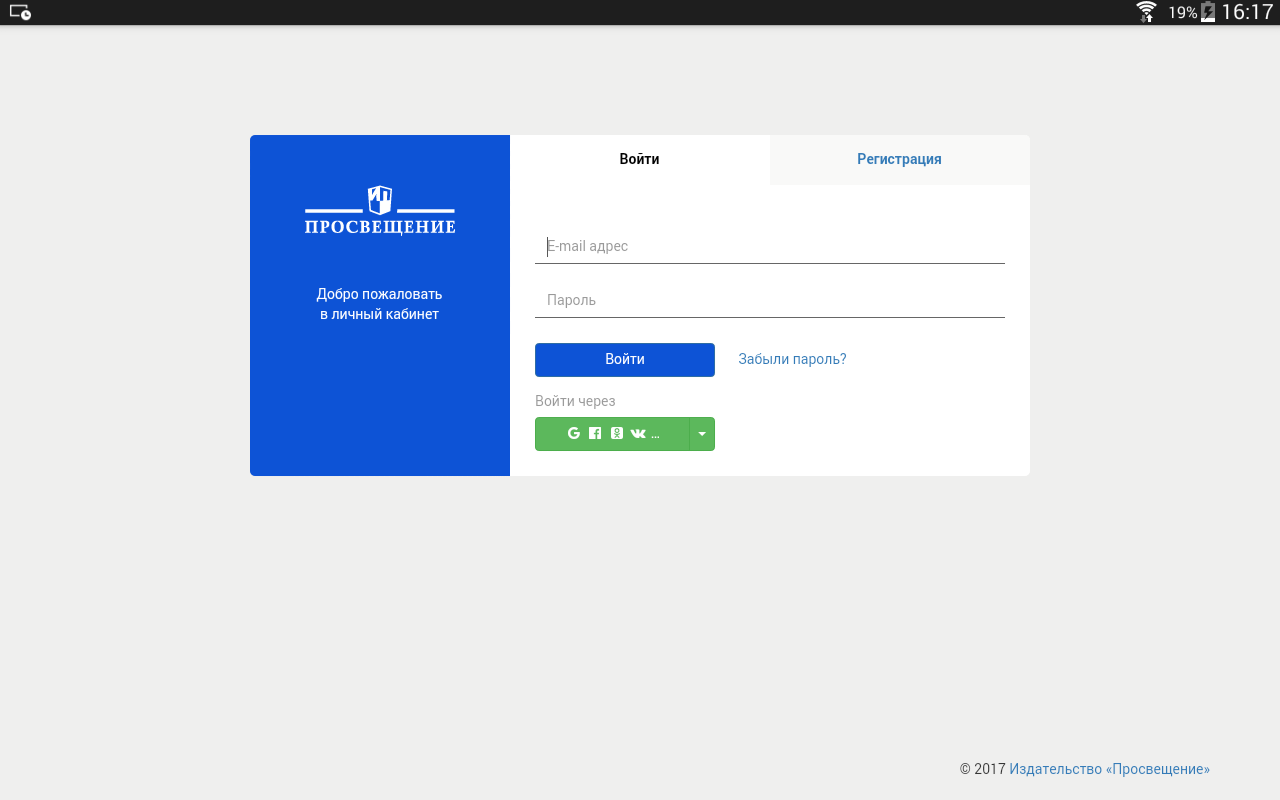 19% 16:17
Войти
Регистрация
ИП
ПРОСВЕЩЕНИЕ
Добро пожаловать
в личный кабинет
E-mail адрес
Пароль
Войти
Забыли пароль?
Войти через
...
© 2017 Издательство «Просвещение»